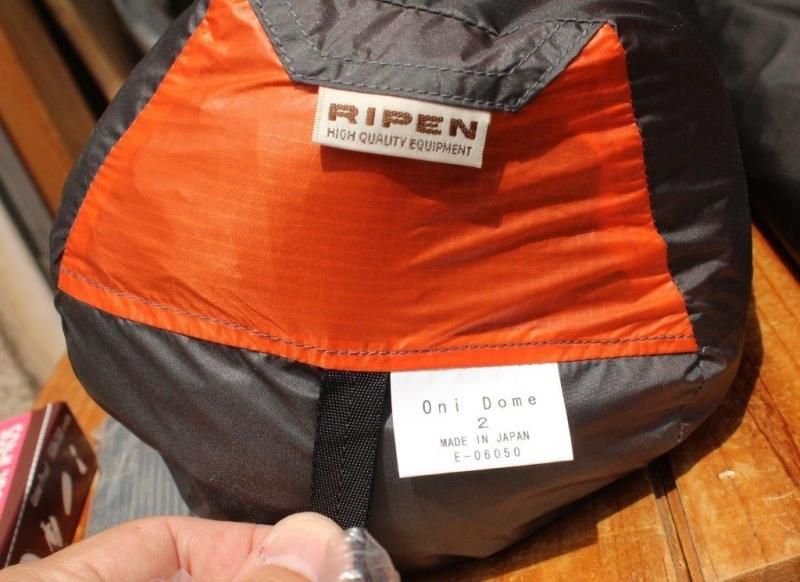 RIPEN
HIGH QUALITY EQUIPMENT
Oni Dome
2
MADE IN JAPAN
E-06050